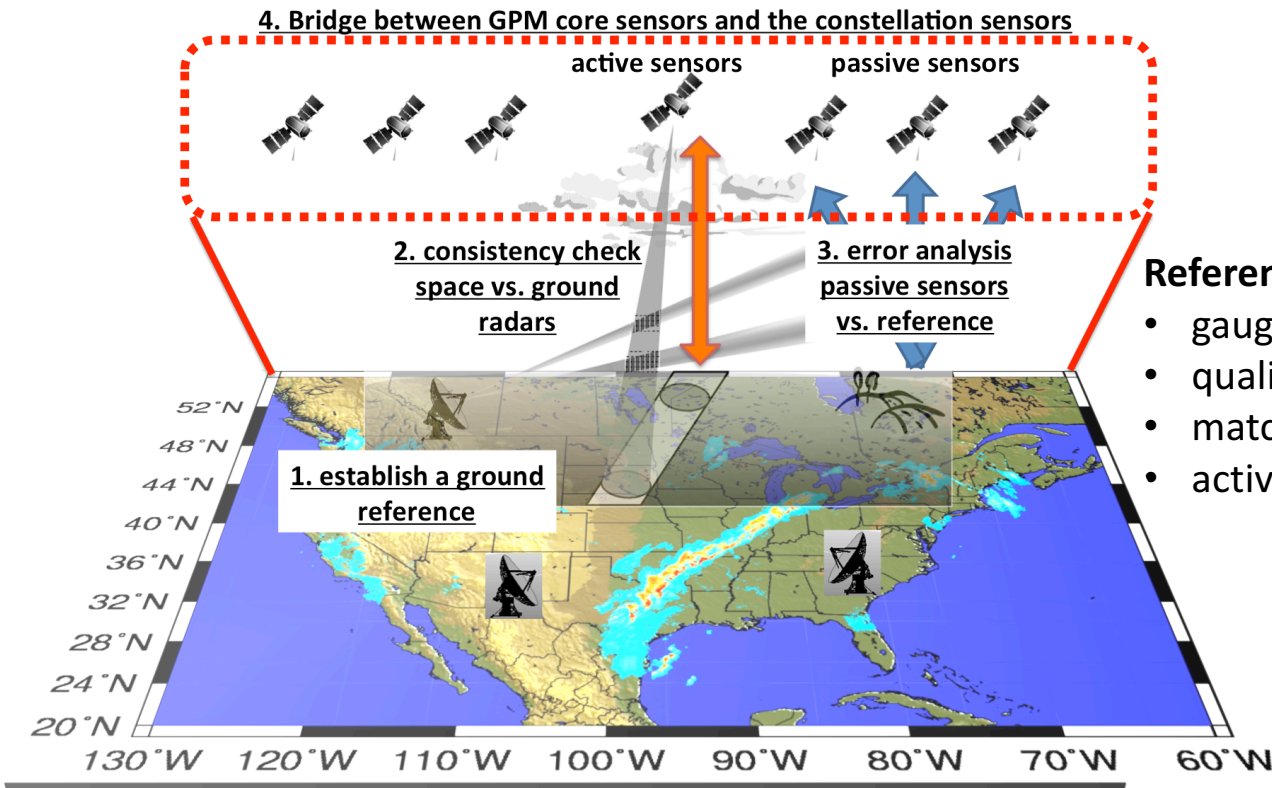 4. Bridge between GPM core sensors and the constellation sensors
active sensors
passive sensors
2. consistency check
space vs. ground
radars
3. error analysis
passive sensors
vs. reference
1. establish a ground
reference
52°N
48°N
44°N
40°N
36°N
32°N
28°N
24°N
20°N
130°W 120°W 110°W 100°W 90°W 80°W 70°W 60°W